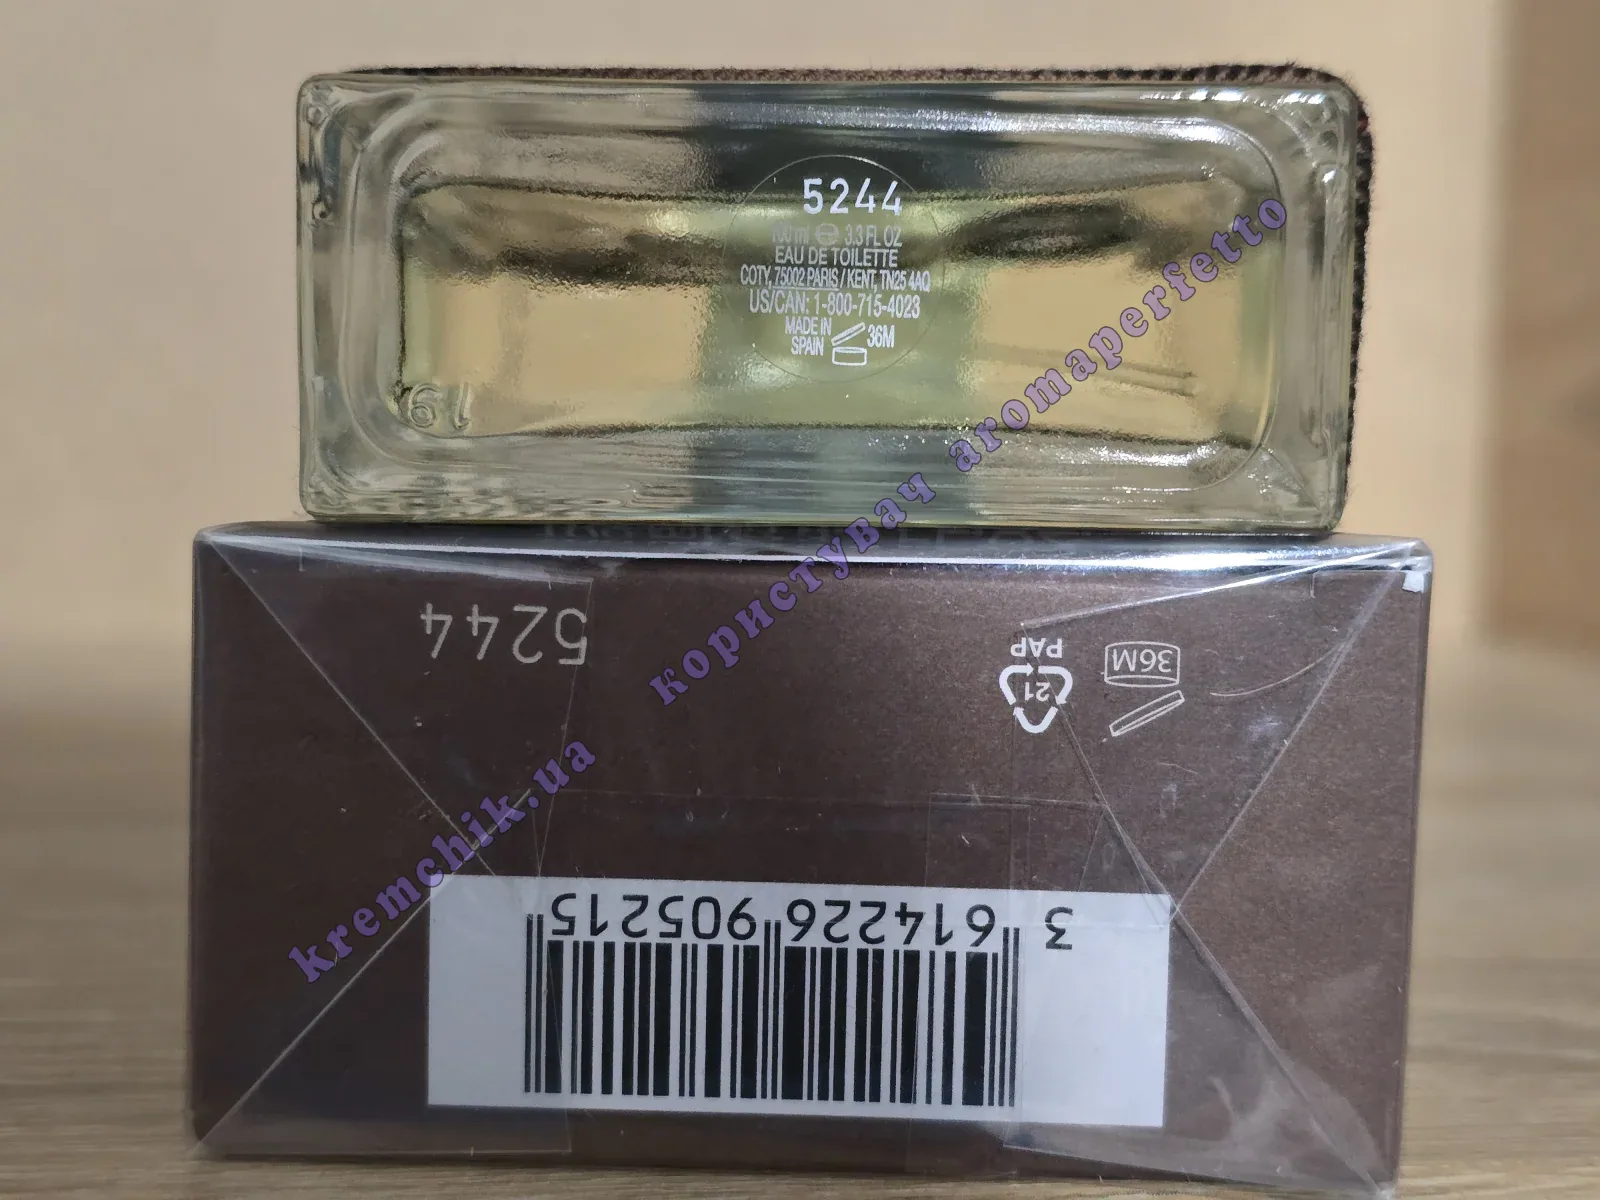 5244
100 ml ℮ 3.3 FL OZ
EAU DE TOILETTE
COTY, 75002 PARIS / KENT, TN25 4AQ
US/CAN: 1-800-715-4023
MADE IN
SPAIN
36M
19
5244
21
PAP
36M
3 614226 905215
kremchik.ua користувач aromaperfetto